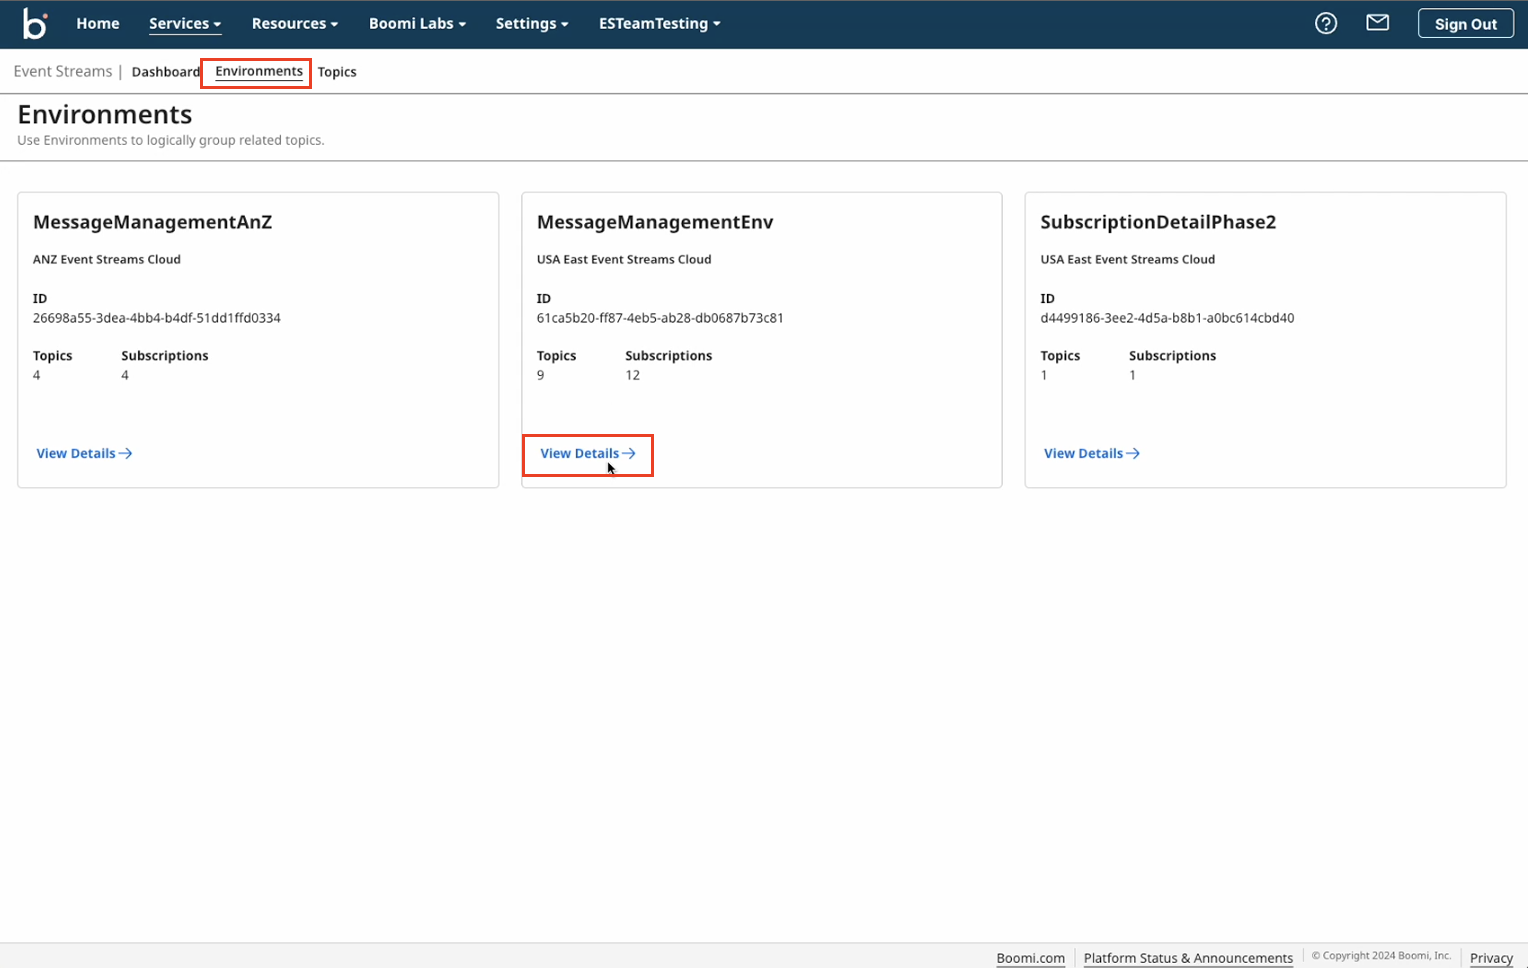 b Home Services Resources Boomi Labs Settings ESTeamTesting Sign Out
Event Streams | Dashboard Environments Topics
Environments
Use Environments to logically group related topics.
MessageManagementAnZ
ANZ Event Streams Cloud
ID
26698a55-3dea-4bb4-b4df-51dd1ffd0334
Topics Subscriptions
4 4
View Details
MessageManagementEnv
USA East Event Streams Cloud
ID
61ca5b20-ff87-4eb5-ab28-db0687b73c81
Topics Subscriptions
9 12
View Details
SubscriptionDetailPhase2
USA East Event Streams Cloud
ID
d4499186-3ee2-4d5a-b8b1-a0bc614cbd40
Topics Subscriptions
1 1
View Details
Boomi.com Platform Status & Announcements © Copyright 2024 Boomi, Inc. Privacy